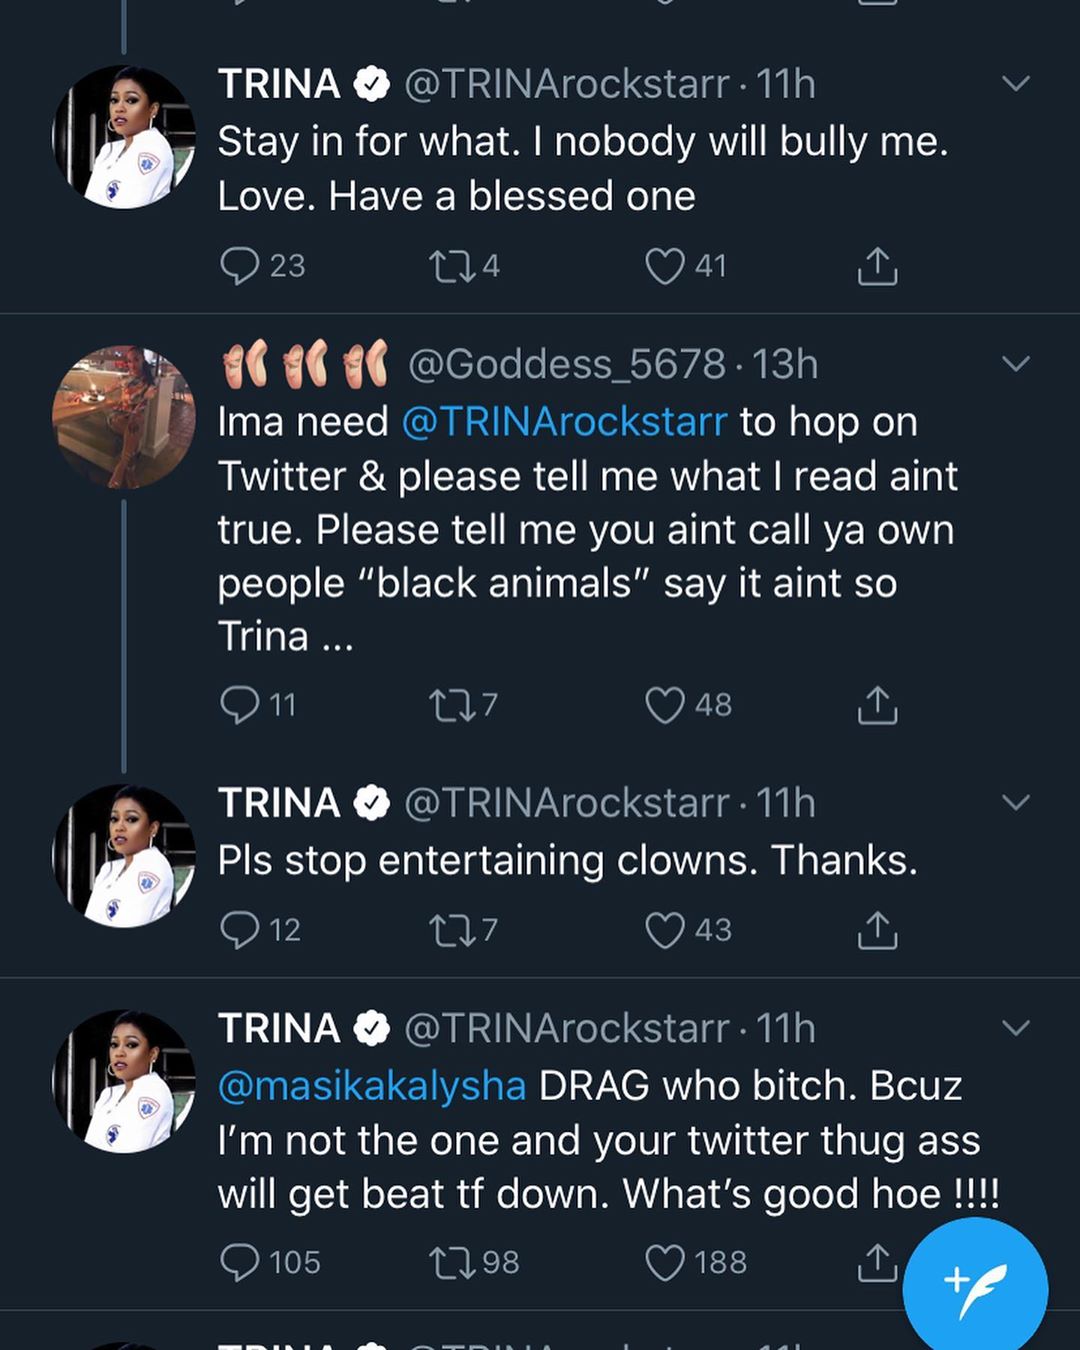 TRINA @TRINArockstarr · 11h
Stay in for what. I nobody will bully me.
Love. Have a blessed one
23 4 41
@Goddess_5678 · 13h
Ima need @TRINArockstarr to hop on
Twitter & please tell me what I read aint
true. Please tell me you aint call ya own
people “black animals” say it aint so
Trina ...
11 7 48
TRINA @TRINArockstarr · 11h
Pls stop entertaining clowns. Thanks.
12 7 43
TRINA @TRINArockstarr · 11h
@masikakalysha DRAG who bitch. Bcuz
I’m not the one and your twitter thug ass
will get beat tf down. What’s good hoe !!!!
105 98 188